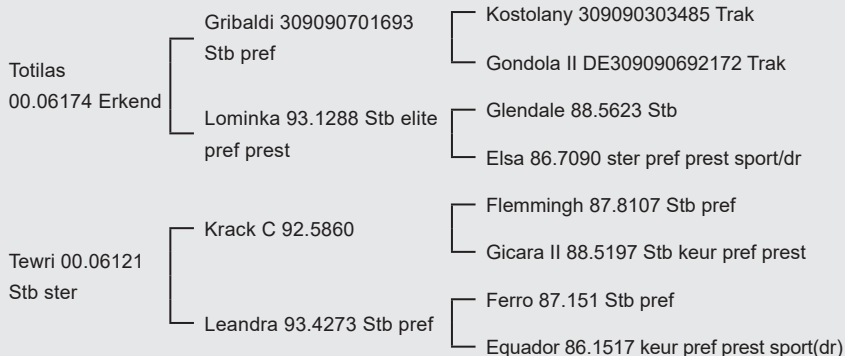 Totilas
00.06174 Erkend
Gribaldi 309090701693
Stb pref
Kostolany 309090303485 Trak
Gondola II DE309090692172 Trak
Lominka 93.1288 Stb elite
pref prest
Glendale 88.5623 Stb
Elsa 86.7090 ster pref prest sport/dr
Tewri 00.06121
Stb ster
Krack C 92.5860
Flemmingh 87.8107 Stb pref
Gicara II 88.5197 Stb keur pref prest
Leandra 93.4273 Stb pref
Ferro 87.151 Stb pref
Equador 86.1517 keur pref prest sport(dr)